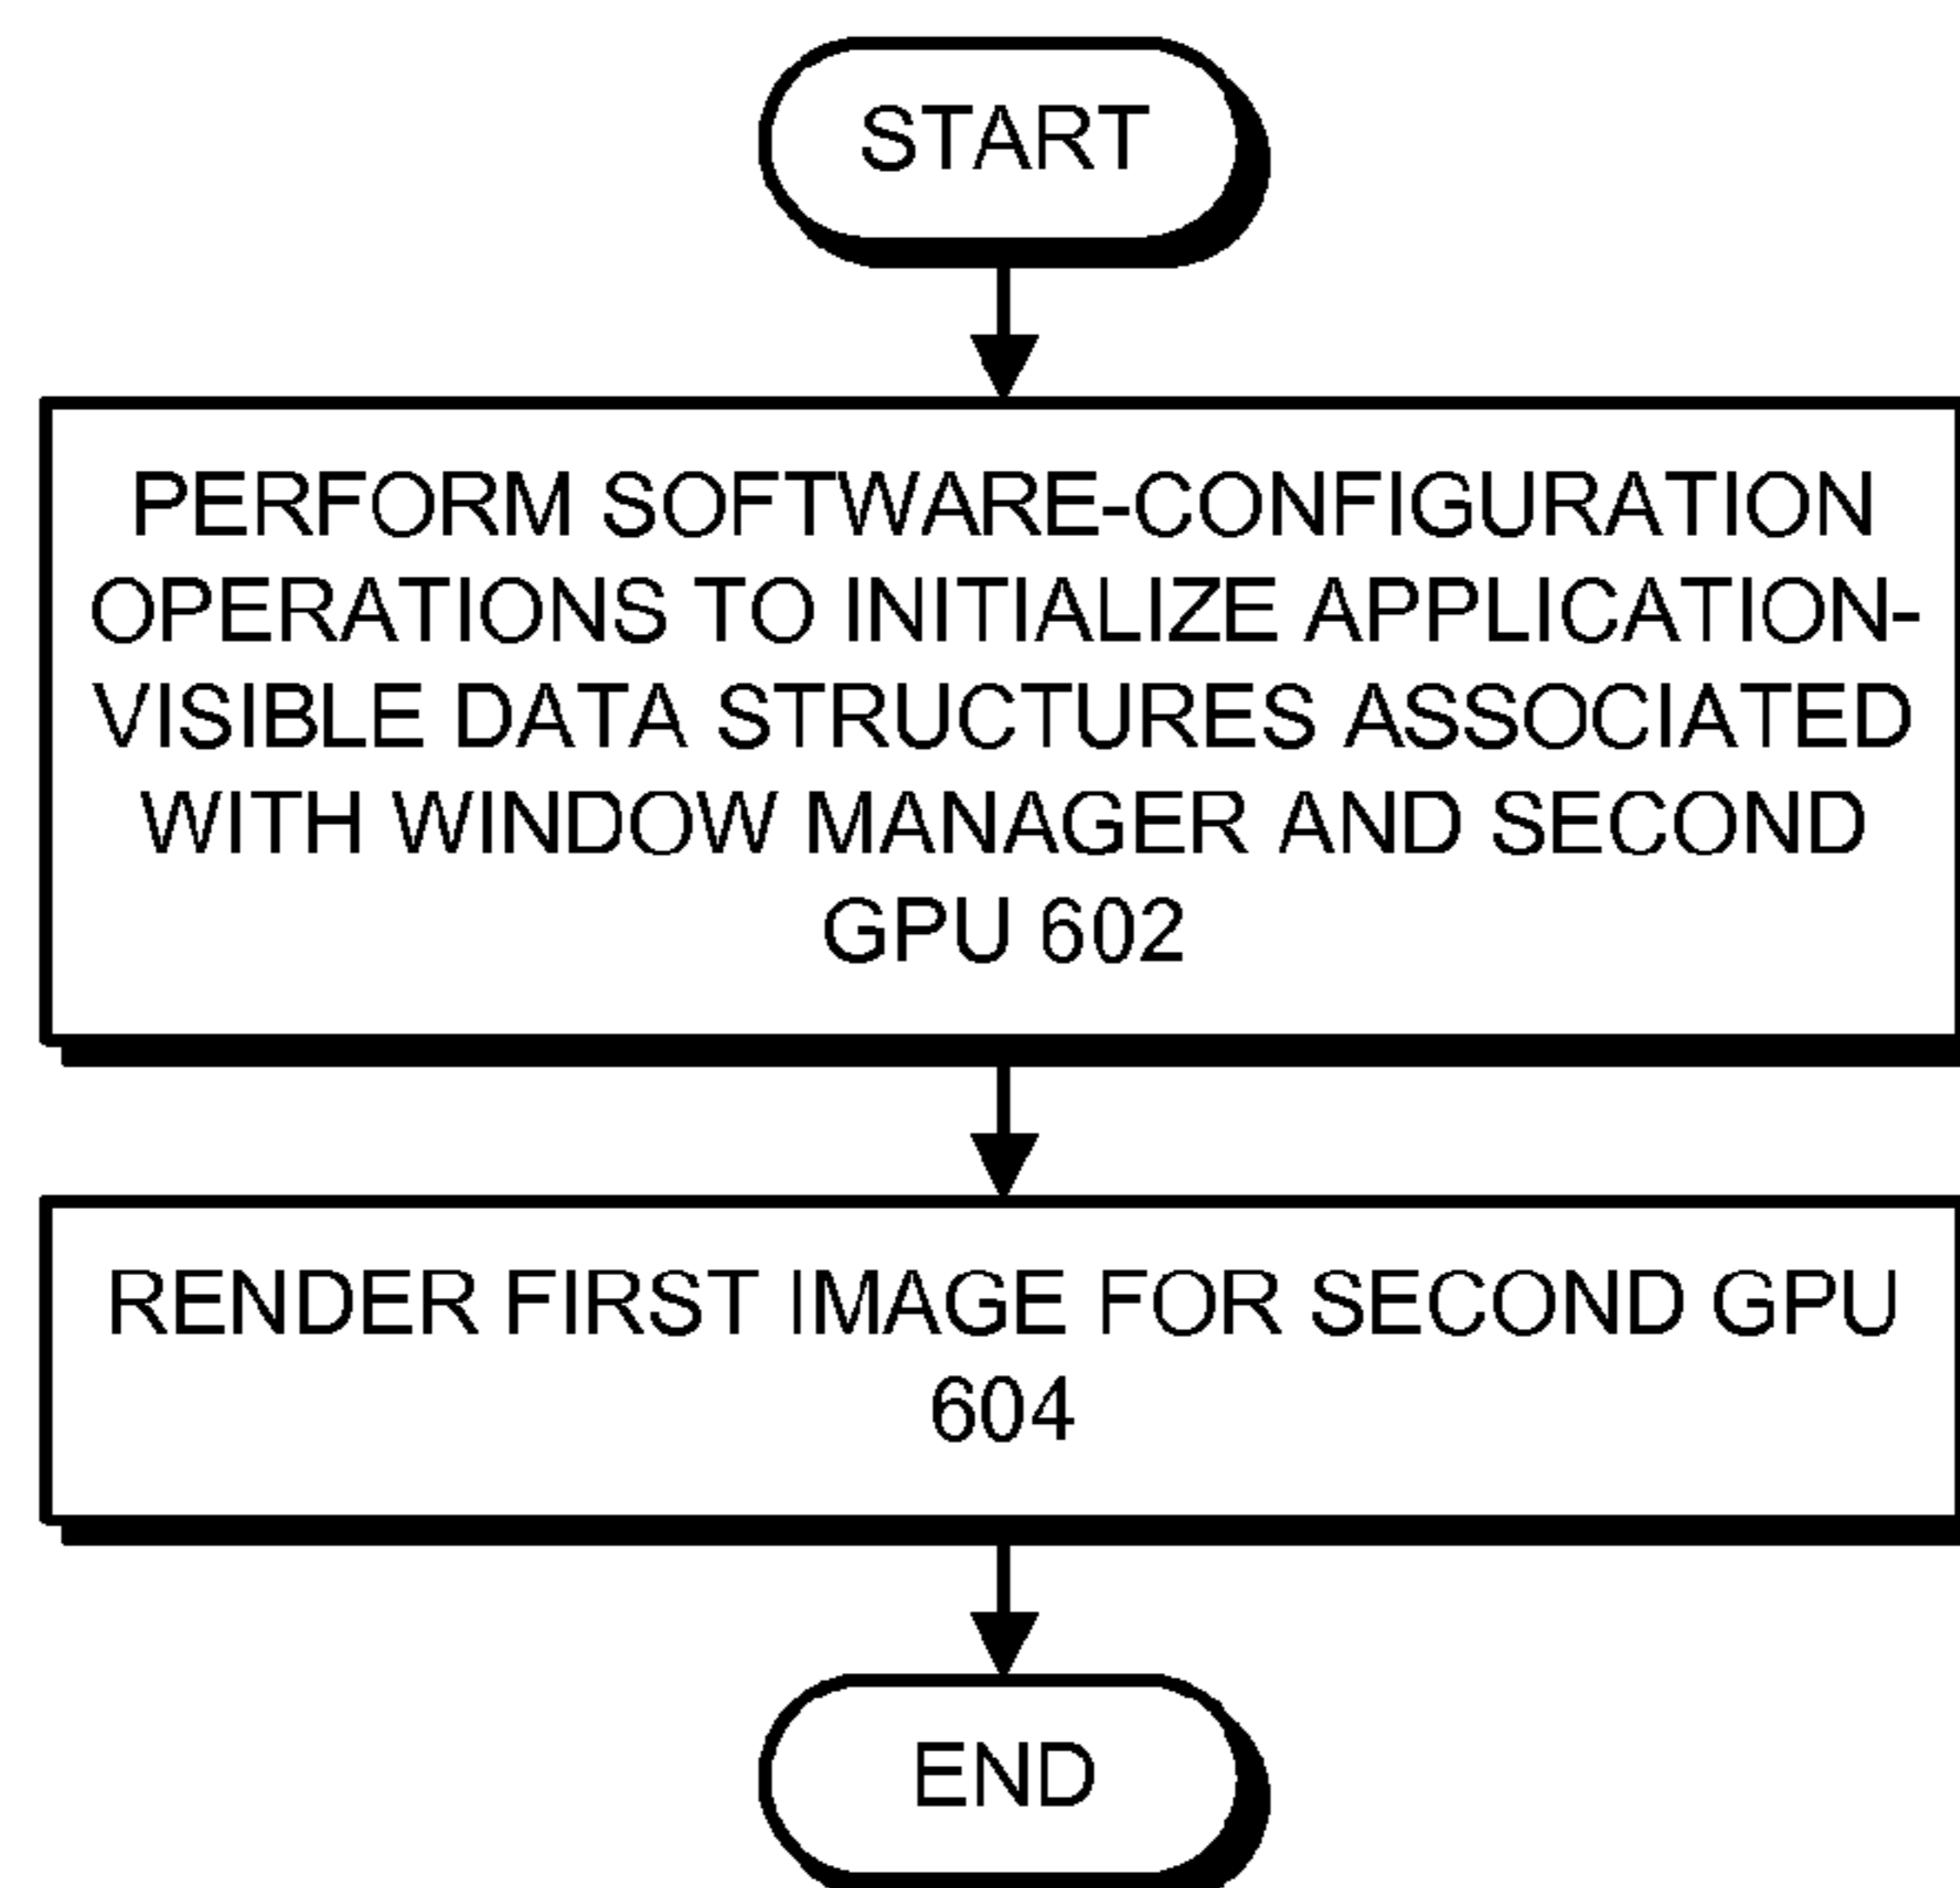 START
PERFORM SOFTWARE-CONFIGURATION
OPERATIONS TO INITIALIZE APPLICATION-
VISIBLE DATA STRUCTURES ASSOCIATED
WITH WINDOW MANAGER AND SECOND
GPU 602
RENDER FIRST IMAGE FOR SECOND GPU
604
END